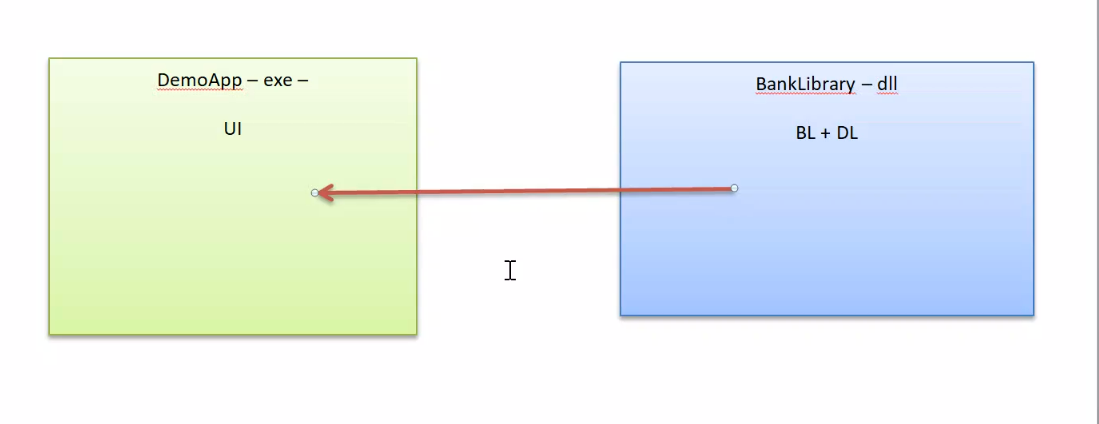 DemoApp – exe –
UI
BankLibrary – dll
BL + DL